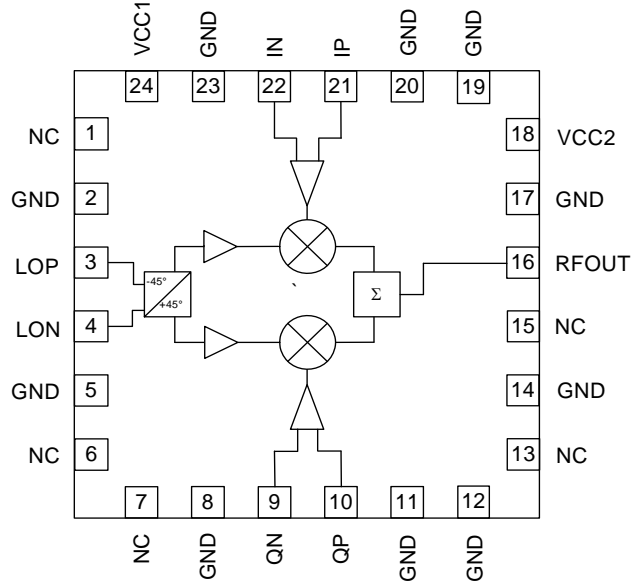 VCC1 GND IN IP GND GND
24 23 22 21 20 19
NC 1
18 VCC2
GND 2
17 GND
LOP 3
-45°
+45°
Σ
16 RFOUT
LON 4
15 NC
GND 5
14 GND
NC 6
13 NC
7 8 9 10 11 12
NC GND QN QP GND GND